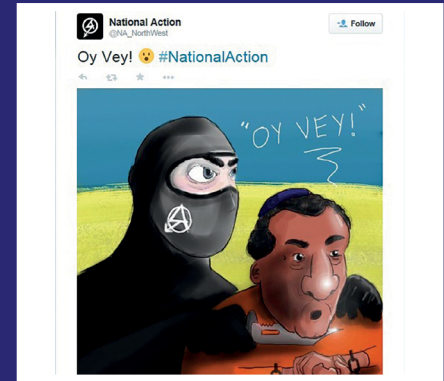 National Action
@NA_NorthWest
Follow
Oy Vey! 😮 #NationalAction
"OY VEY!"